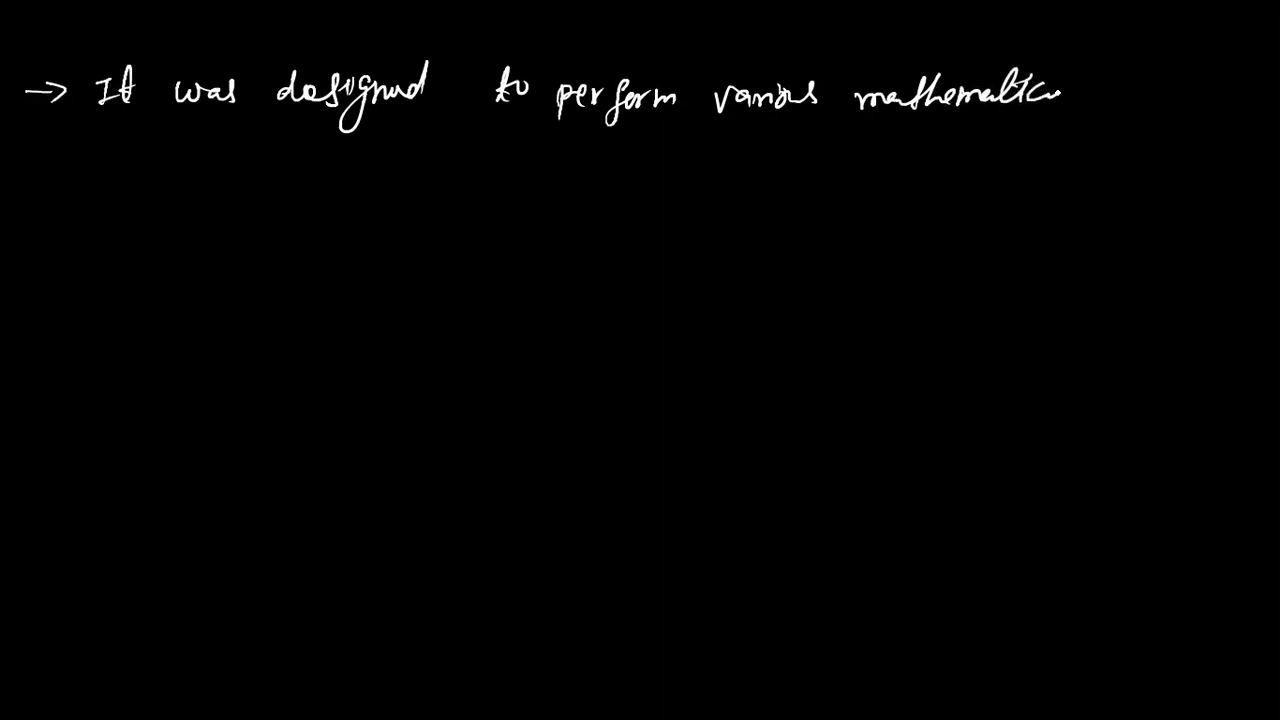 → It was designed to perform various mathematic